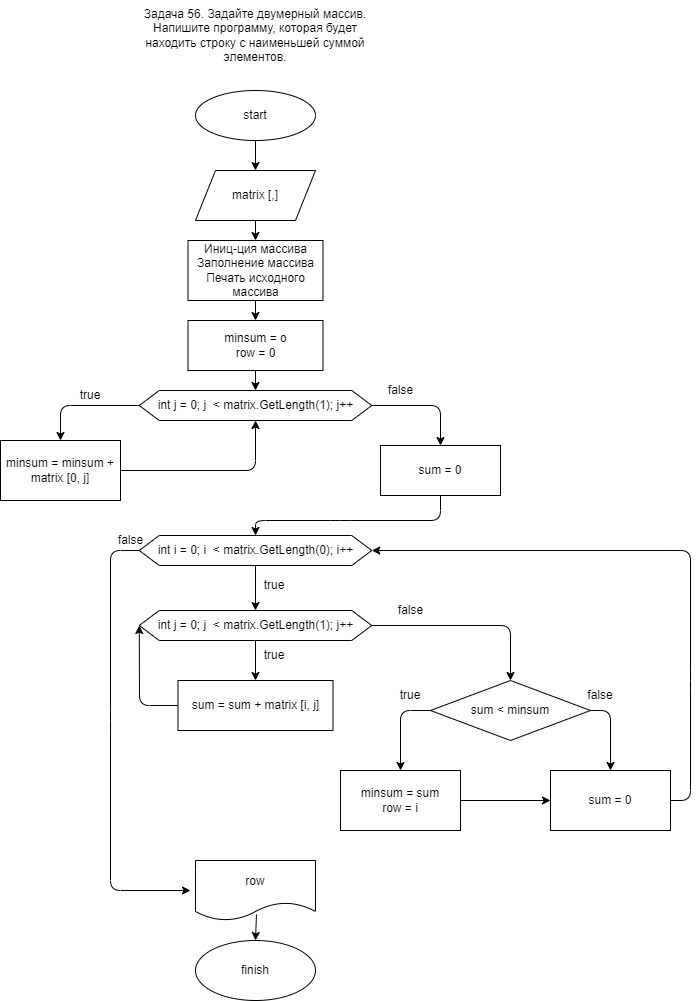 Задача 56. Задайте двумерный массив.
Напишите программу, которая будет
находить строку с наименьшей суммой
элементов.
start
matrix [,]
Иниц-ция массива
Заполнение массива
Печать исходного
массива
minsum = o
row = 0
int j = 0; j < matrix.GetLength(1); j++
true
false
minsum = minsum +
matrix [0, j]
sum = 0
int i = 0; i < matrix.GetLength(0); i++
false
true
int j = 0; j < matrix.GetLength(1); j++
false
true
sum = sum + matrix [i, j]
sum < minsum
true
false
minsum = sum
row = i
sum = 0
row
finish